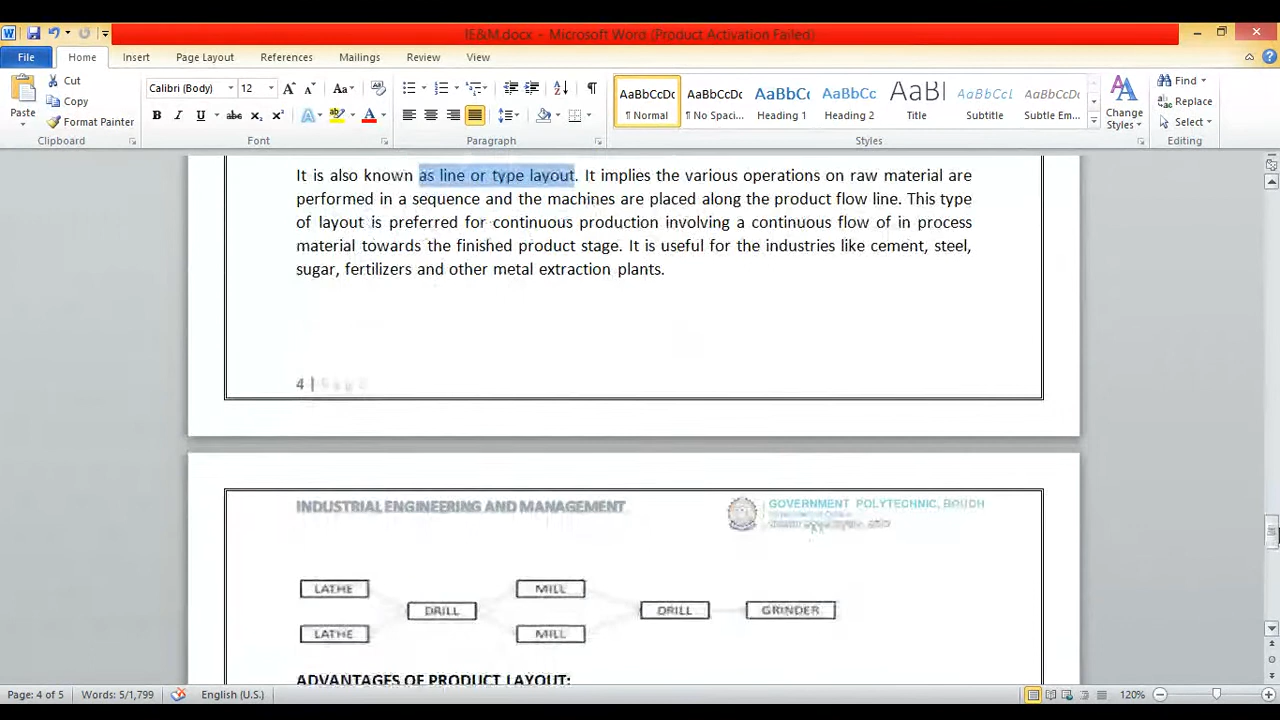 IE&M.docx - Microsoft Word (Product Activation Failed)
File Home Insert Page Layout References Mailings Review View
Paste
Cut
Copy
Format Painter
Clipboard
Calibri (Body) 12
Font
Paragraph
AaBbCcDc AaBbCcDc AaBbCc AaBbCc AaBl AaBbCcl AaBbCcDc
¶ Normal ¶ No Spaci... Heading 1 Heading 2 Title Subtitle Subtle Em...
Change Styles
Styles
Find
Replace
Select
Editing
It is also known as line or type layout. It implies the various operations on raw material are
performed in a sequence and the machines are placed along the product flow line. This type
of layout is preferred for continuous production involving a continuous flow of in process
material towards the finished product stage. It is useful for the industries like cement, steel,
sugar, fertilizers and other metal extraction plants.
4 |
INDUSTRIAL ENGINEERING AND MANAGEMENT
GOVERNMENT POLYTECHNIC, BOUDH
LATHE MILL
DRILL DRILL GRINDER
LATHE MILL
ADVANTAGES OF PRODUCT LAYOUT:
Page: 4 of 5 Words: 5/1,799 English (U.S.) 120%